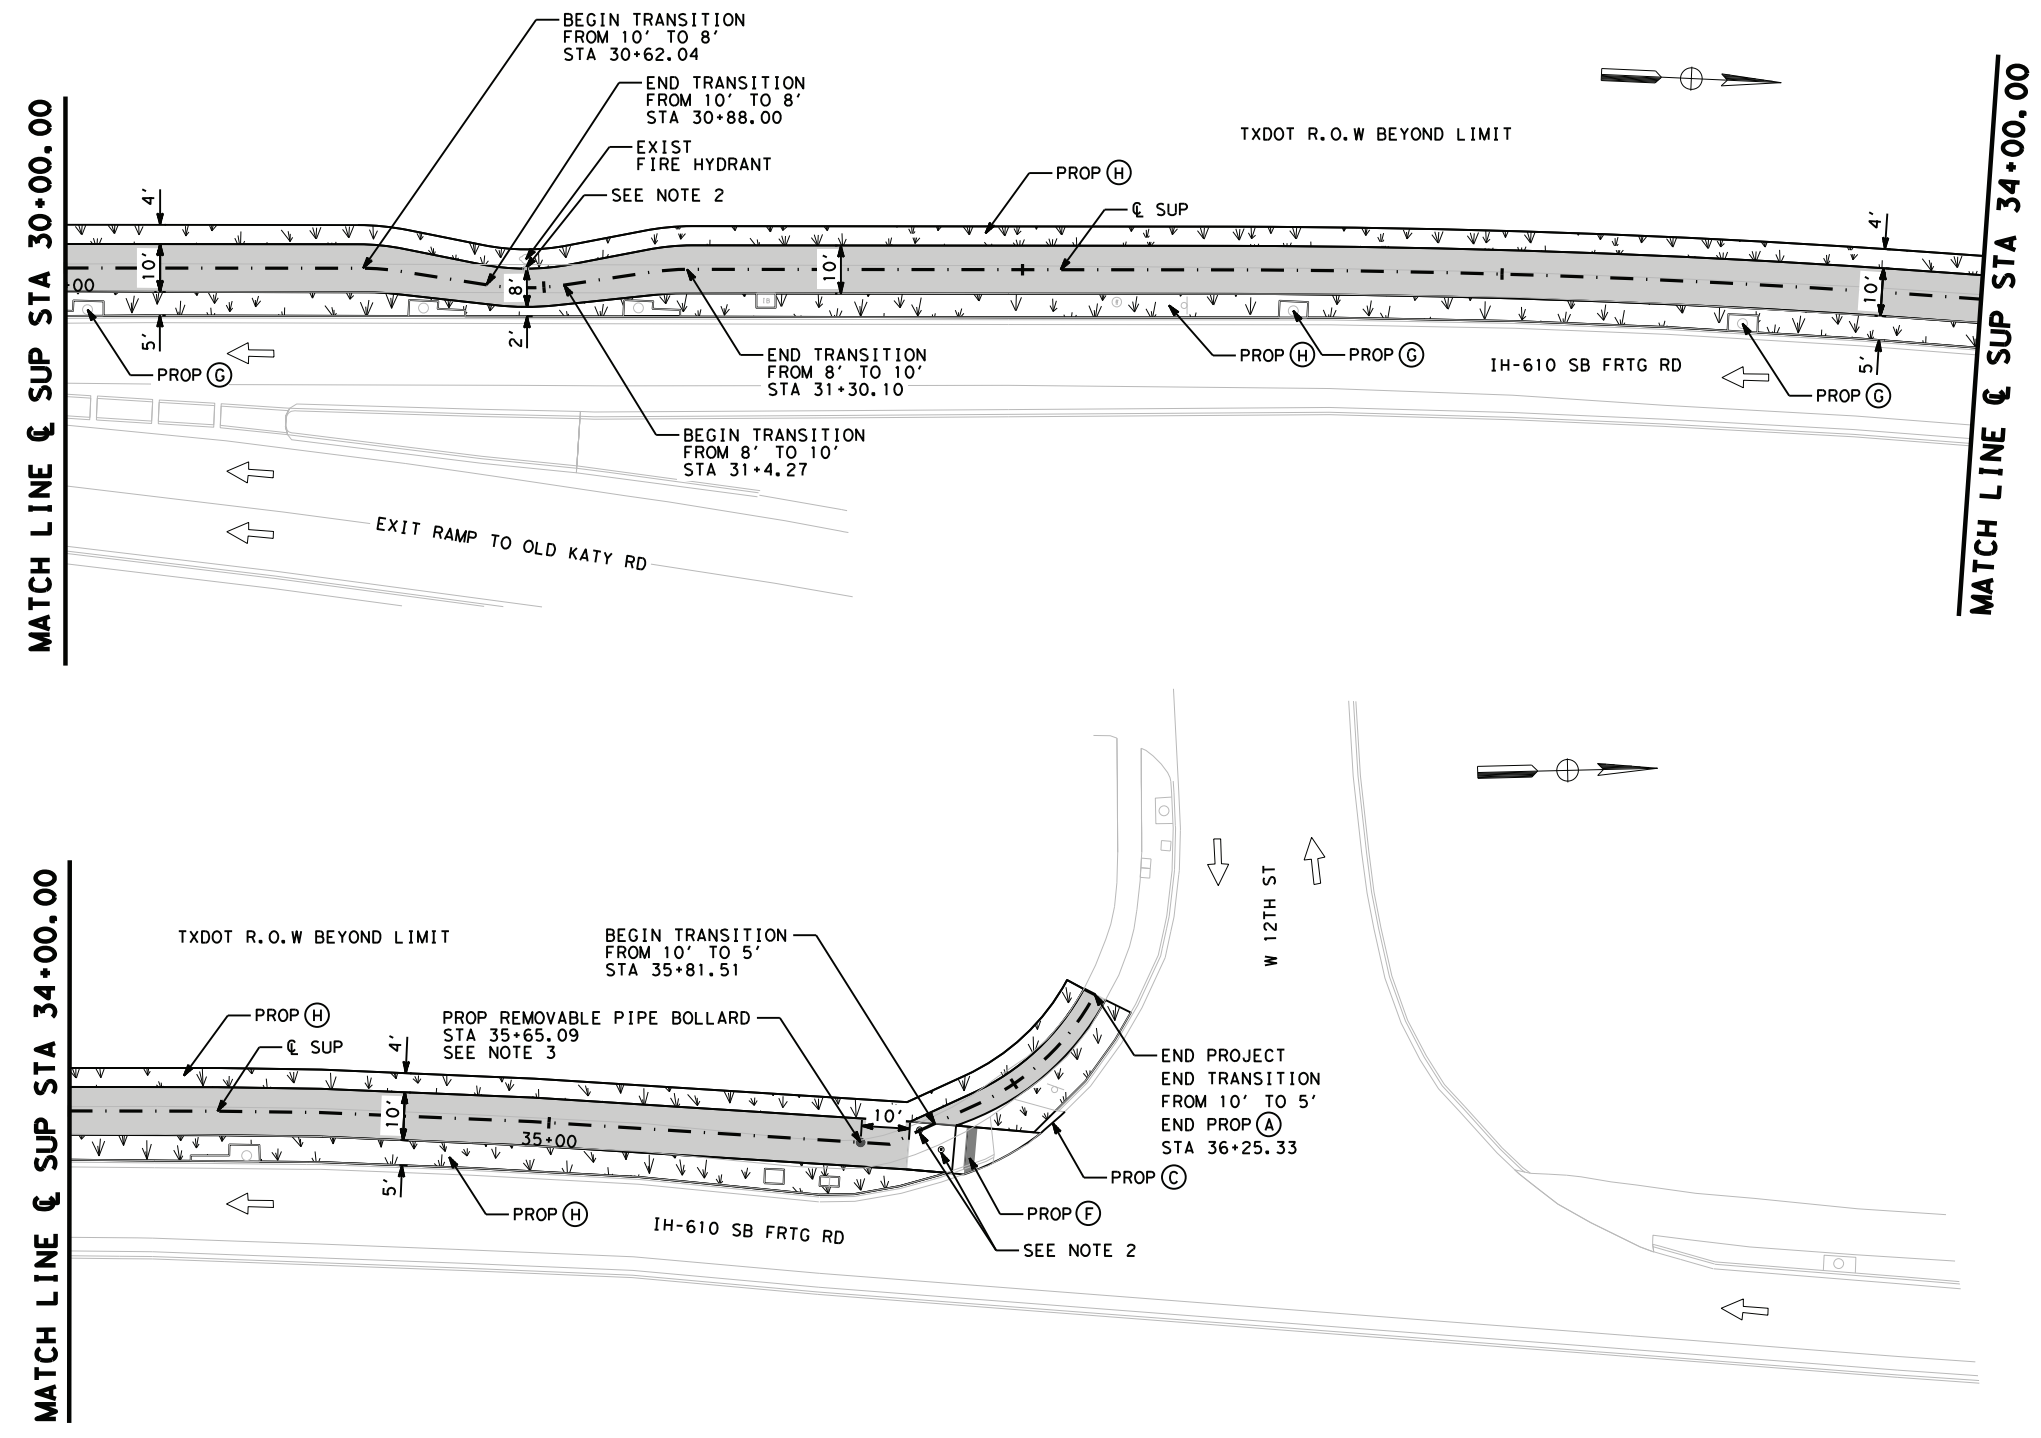 BEGIN TRANSITION
FROM 10' TO 8'
STA 30+62.04
END TRANSITION
FROM 10' TO 8'
STA 30+88.00
EXIST
FIRE HYDRANT
SEE NOTE 2
TXDOT R.O.W BEYOND LIMIT
PROP H
℄ SUP
MATCH LINE ℄ SUP STA 30+00.00
4'
10'
00
5'
8'
2'
10'
4'
10'
5'
MATCH LINE ℄ SUP STA 34+00.00
PROP G
END TRANSITION
FROM 8' TO 10'
STA 31+30.10
PROP H
PROP G
IH-610 SB FRTG RD
PROP G
BEGIN TRANSITION
FROM 8' TO 10'
STA 31+4.27
EXIT RAMP TO OLD KATY RD
MATCH LINE ℄ SUP STA 34+00.00
TXDOT R.O.W BEYOND LIMIT
BEGIN TRANSITION
FROM 10' TO 5'
STA 35+81.51
W 12TH ST
PROP H
℄ SUP
PROP REMOVABLE PIPE BOLLARD
STA 35+65.09
SEE NOTE 3
4'
10'
5'
35+00
10'
END PROJECT
END TRANSITION
FROM 10' TO 5'
END PROP A
STA 36+25.33
PROP C
PROP F
SEE NOTE 2
PROP H
IH-610 SB FRTG RD